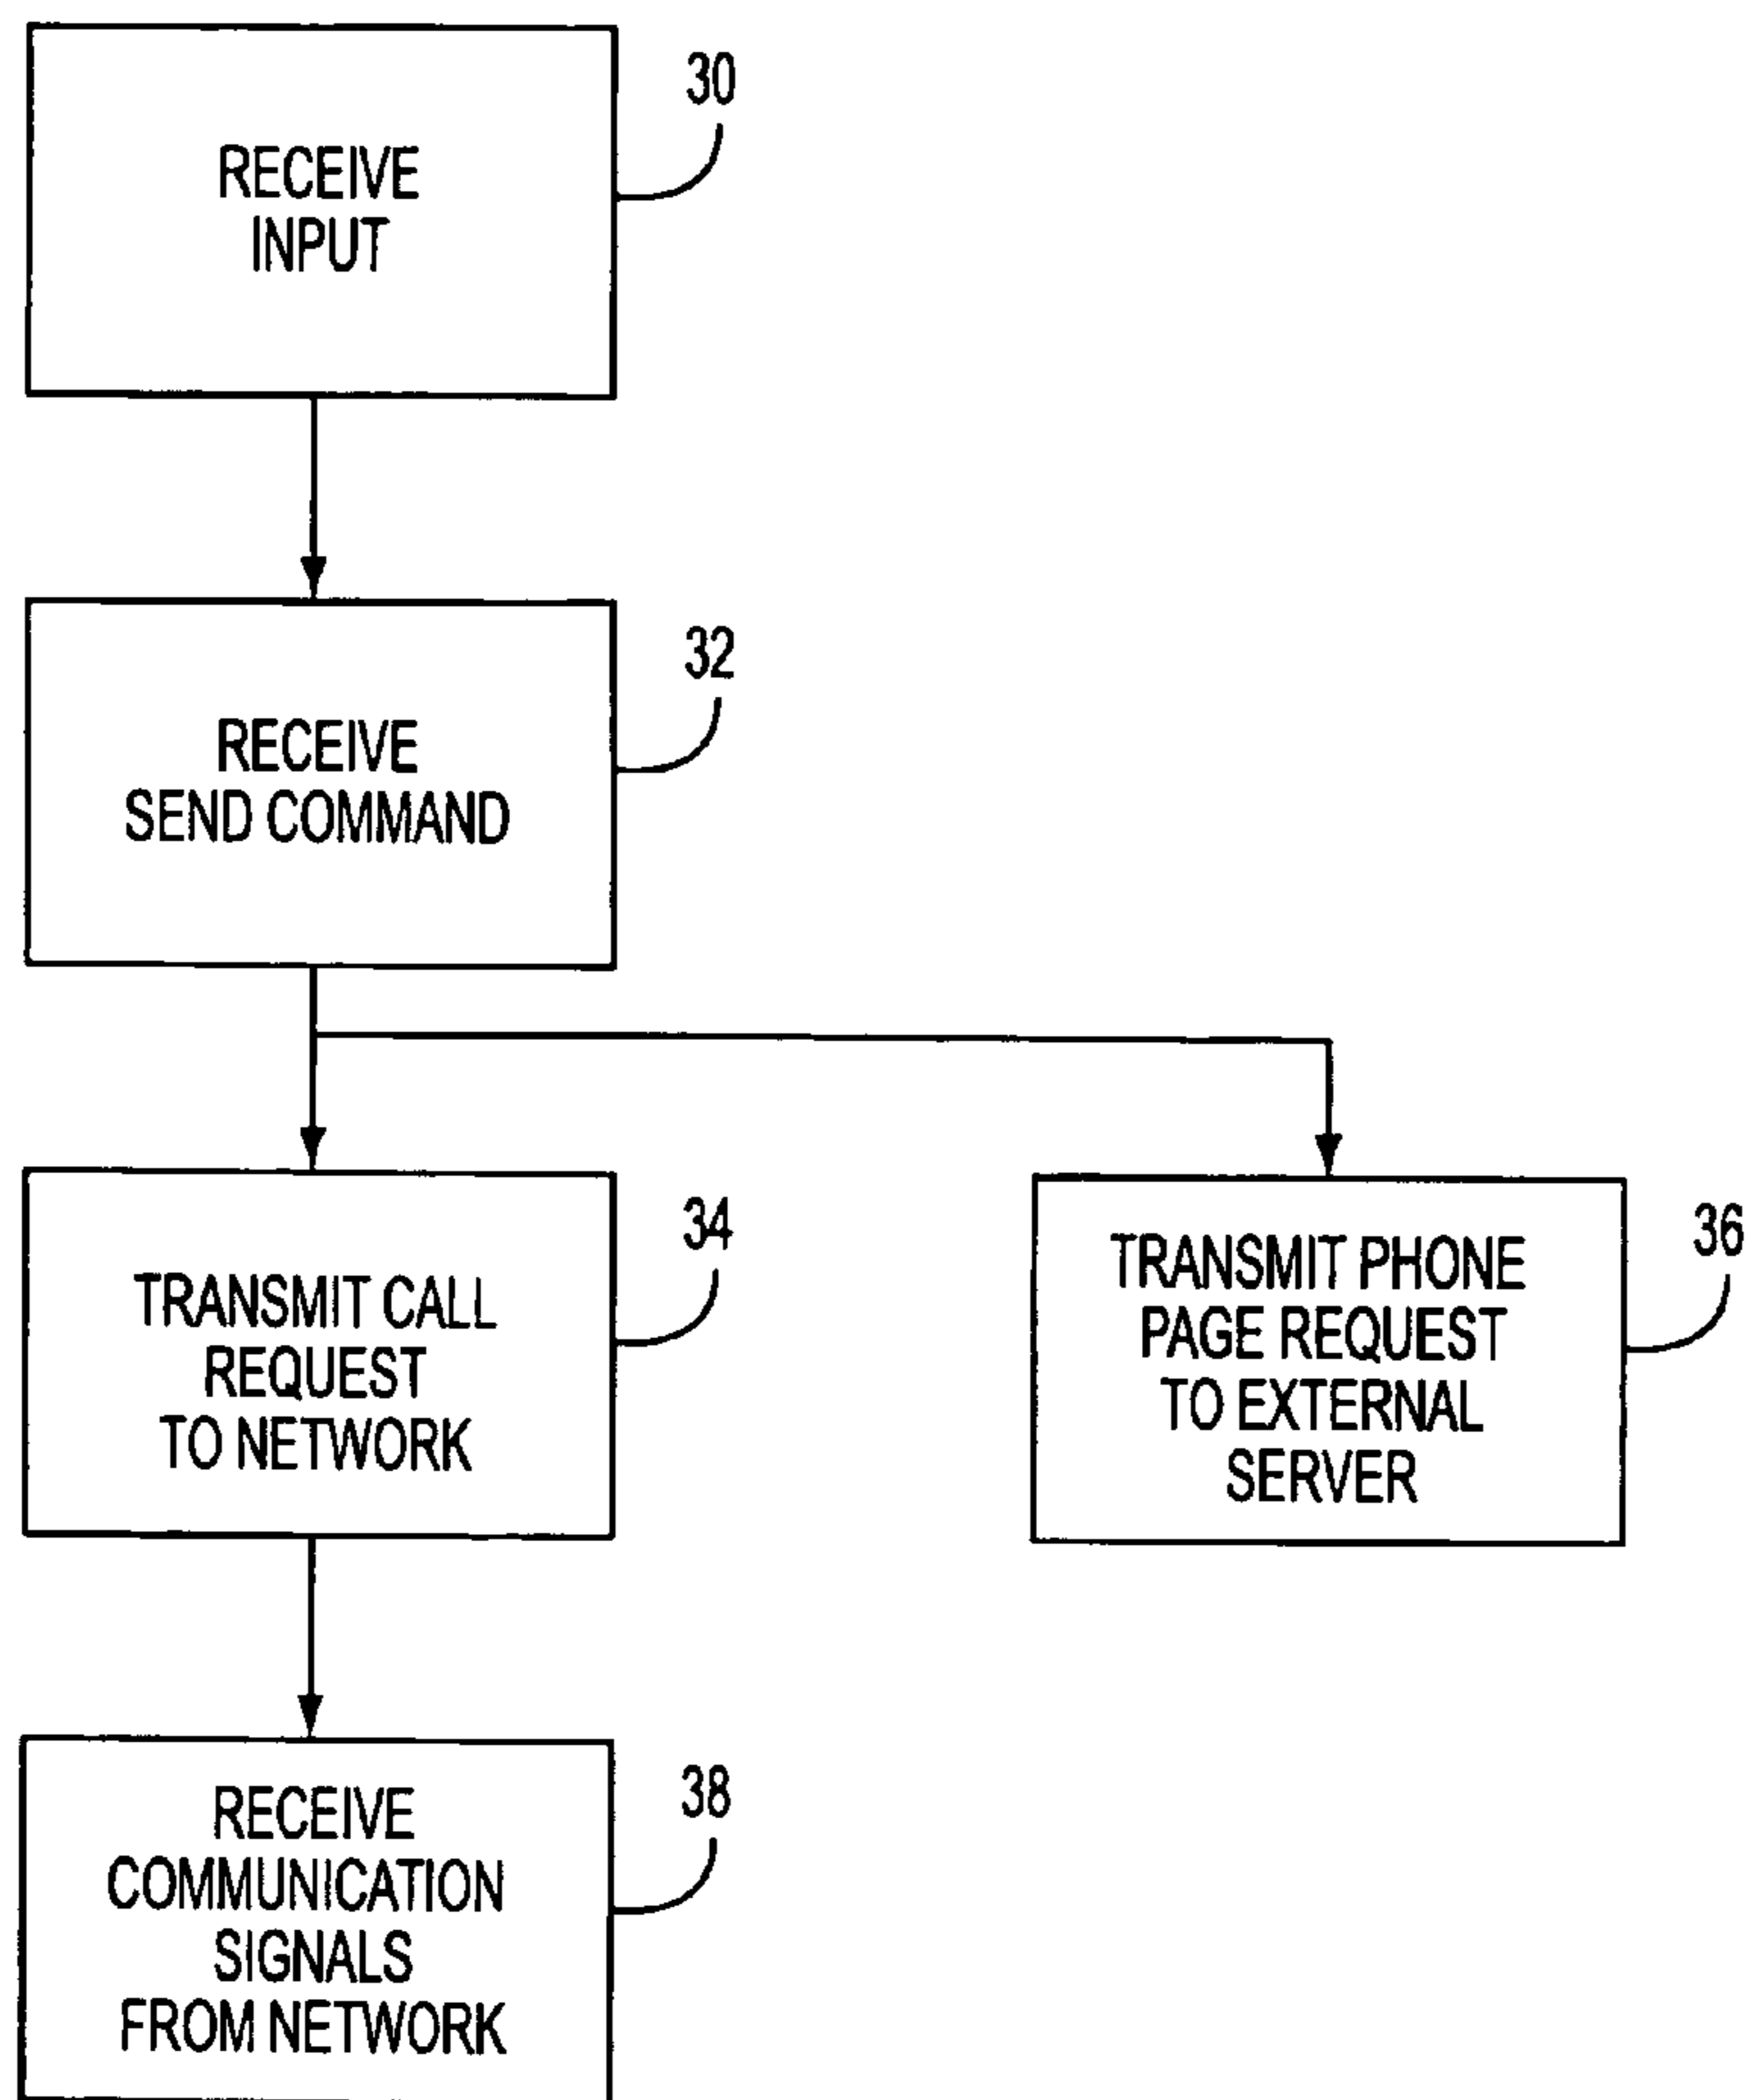 30
RECEIVE
INPUT
32
RECEIVE
SEND COMMAND
34
TRANSMIT CALL
REQUEST
TO NETWORK
36
TRANSMIT PHONE
PAGE REQUEST
TO EXTERNAL
SERVER
38
RECEIVE
COMMUNICATION
SIGNALS
FROM NETWORK